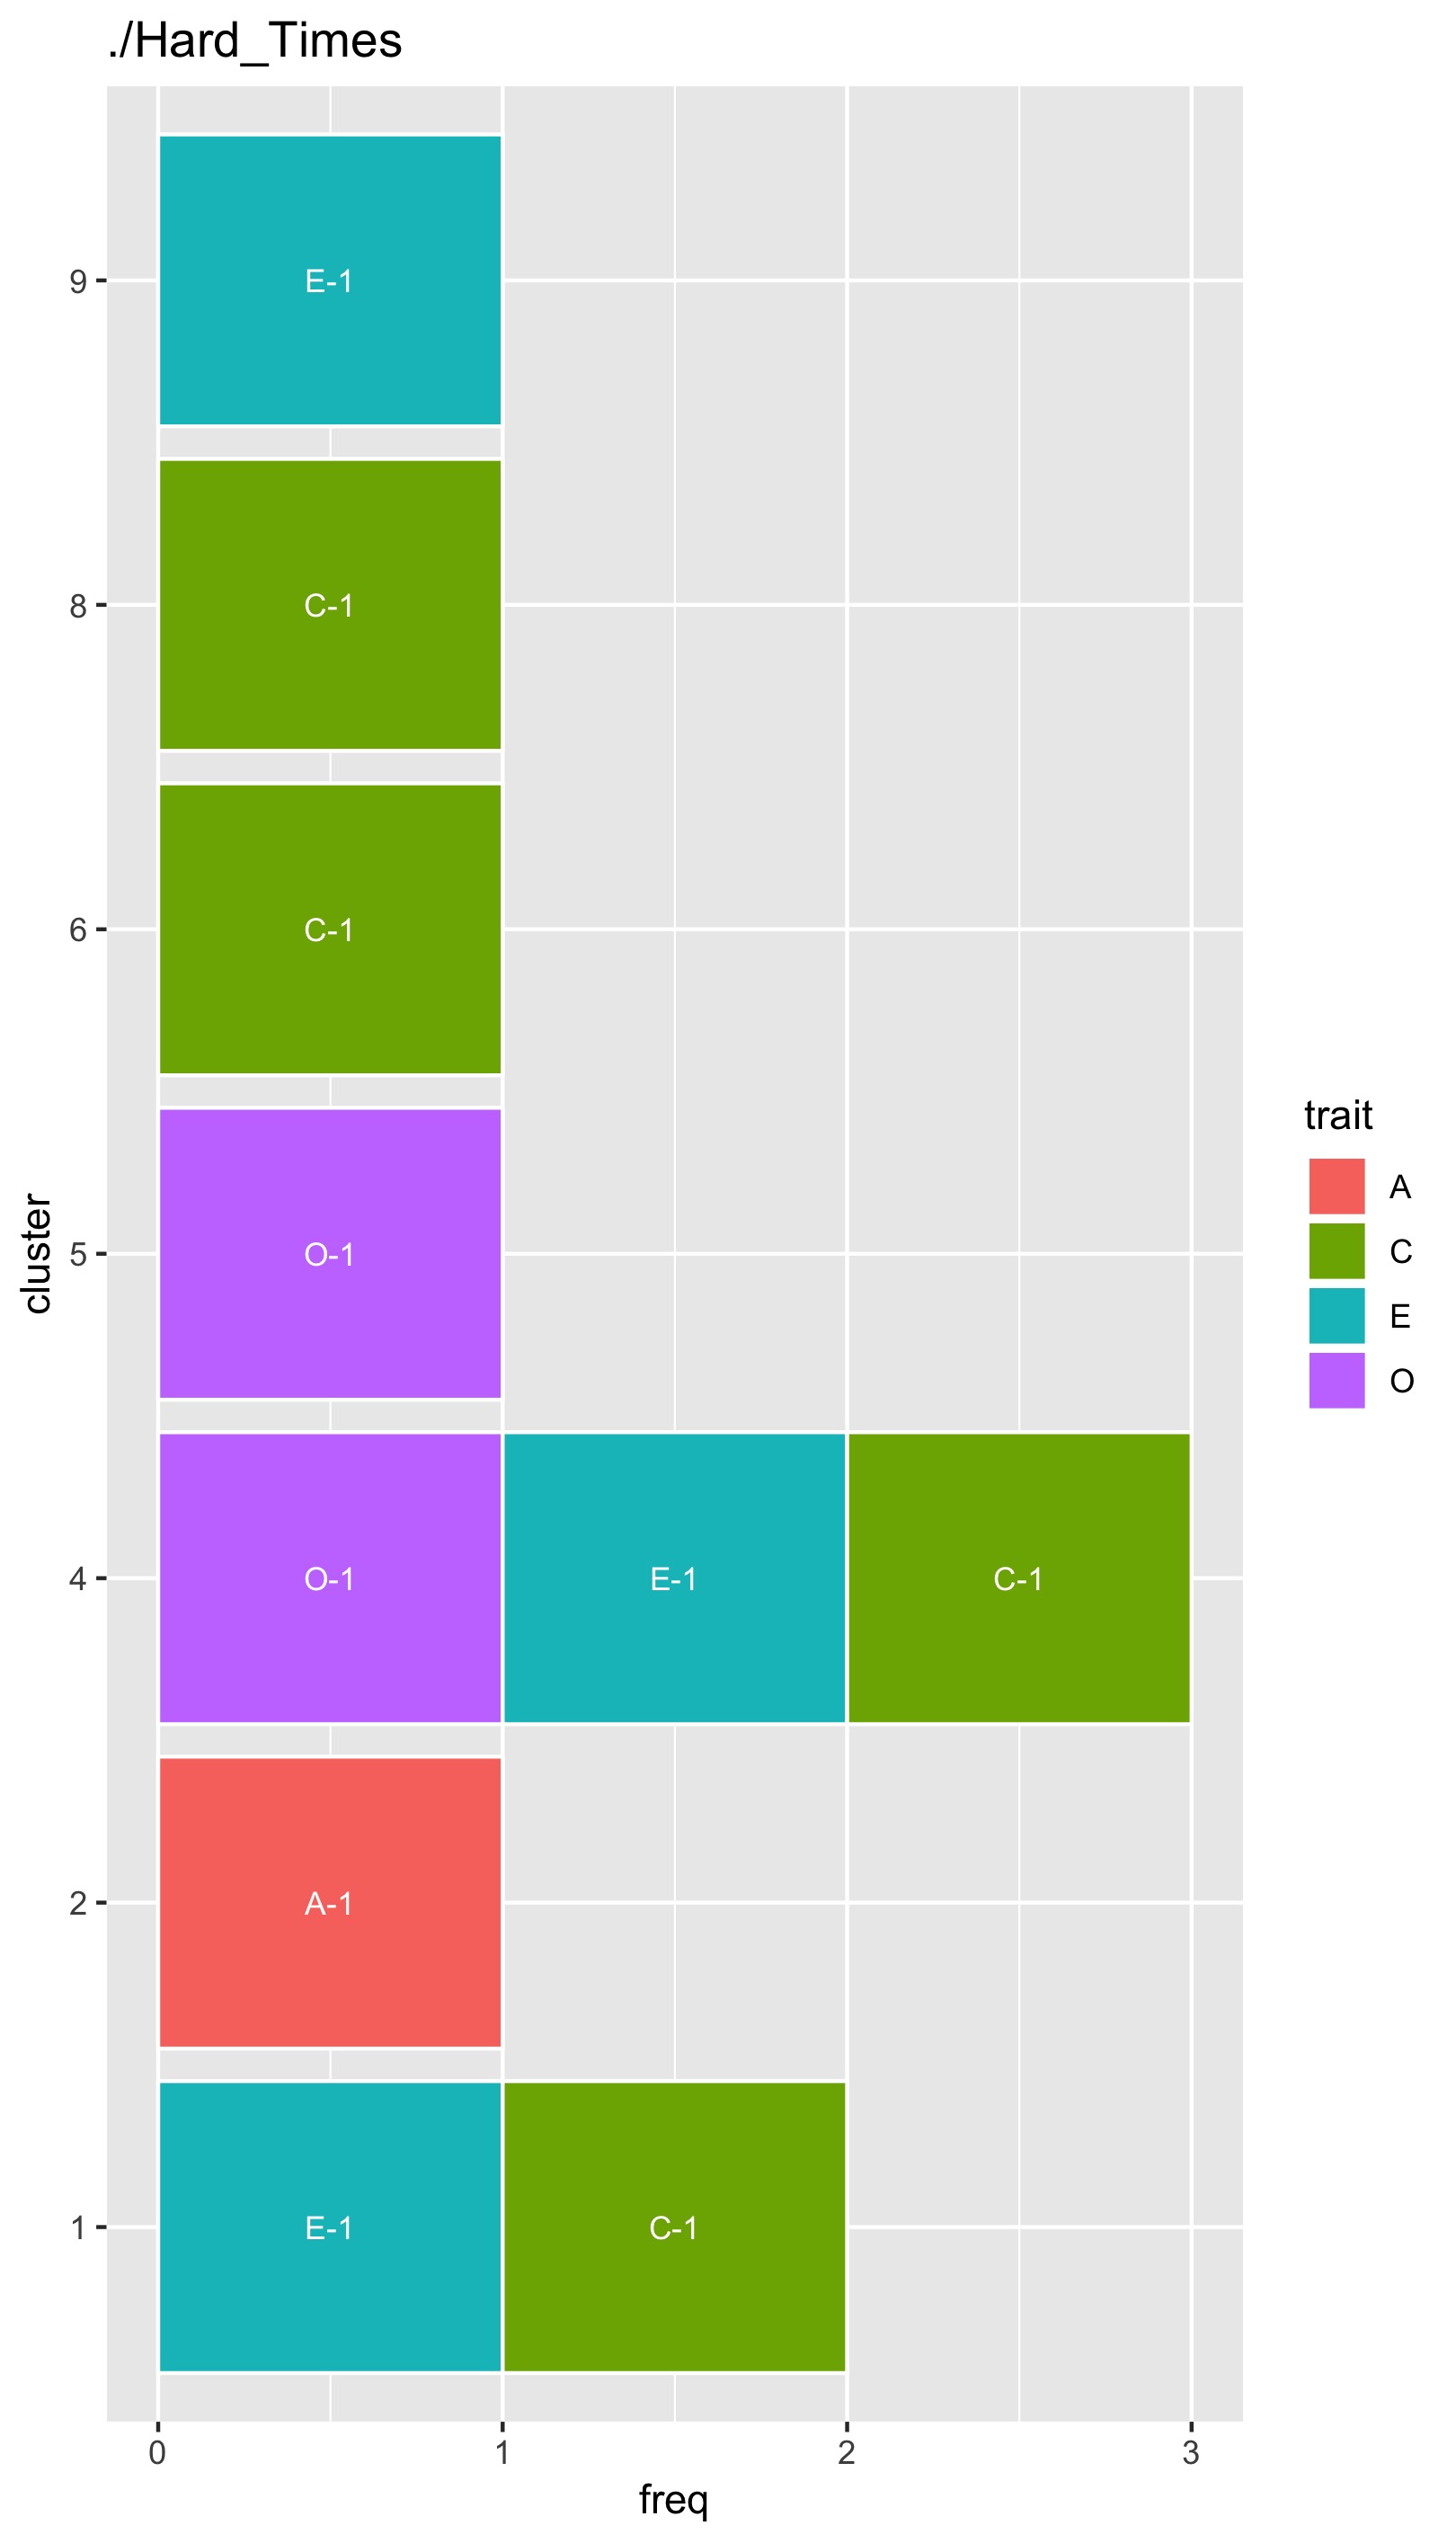 ./Hard_Times
cluster
9
E-1
8
C-1
6
C-1
5
O-1
4
O-1 E-1 C-1
2
A-1
1
E-1 C-1
0 1 2 3
freq
trait
A
C
E
O